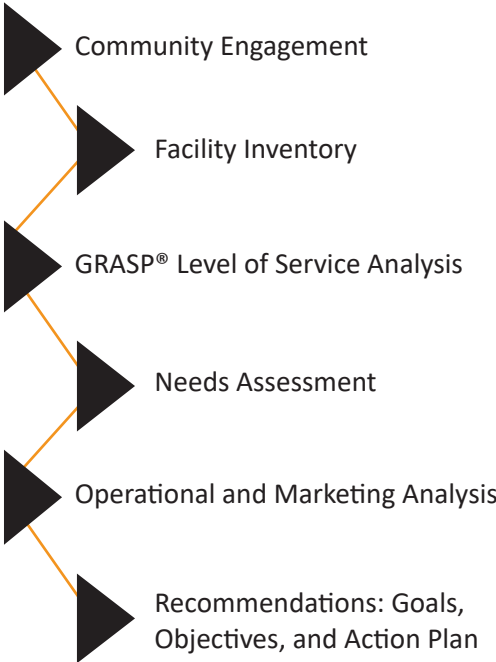 Community Engagement
Facility Inventory
GRASP® Level of Service Analysis
Needs Assessment
Operational and Marketing Analysis
Recommendations: Goals,
Objectives, and Action Plan